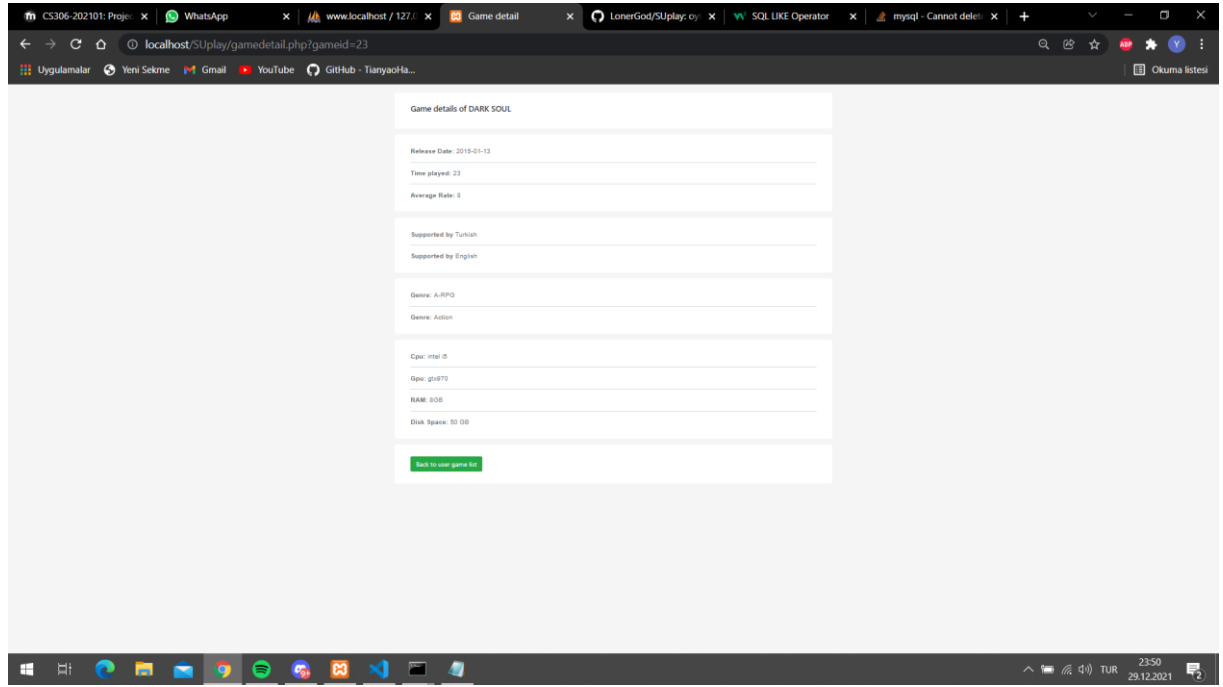 CS306-202101: Projec
WhatsApp
www.localhost / 127.0
Game detail
LonerGod/SUplay: oy
SQL LIKE Operator
mysql - Cannot delete
localhost/SUplay/gamedetail.php?gameid=23
ABP
Y
Uygulamalar
Yeni Sekme
Gmail
YouTube
GitHub - TianyaoHa...
Okuma listesi
Game details of DARK SOUL
Release Date: 2015-01-13
Time played: 23
Average Rate: 8
Supported by Turkish
Supported by English
Genre: A-RPG
Genre: Action
Cpu: intel i5
Gpu: gtx970
RAM: 8GB
Disk Space: 50 GB
Back to user game list
TUR
23:50
29.12.2021
2